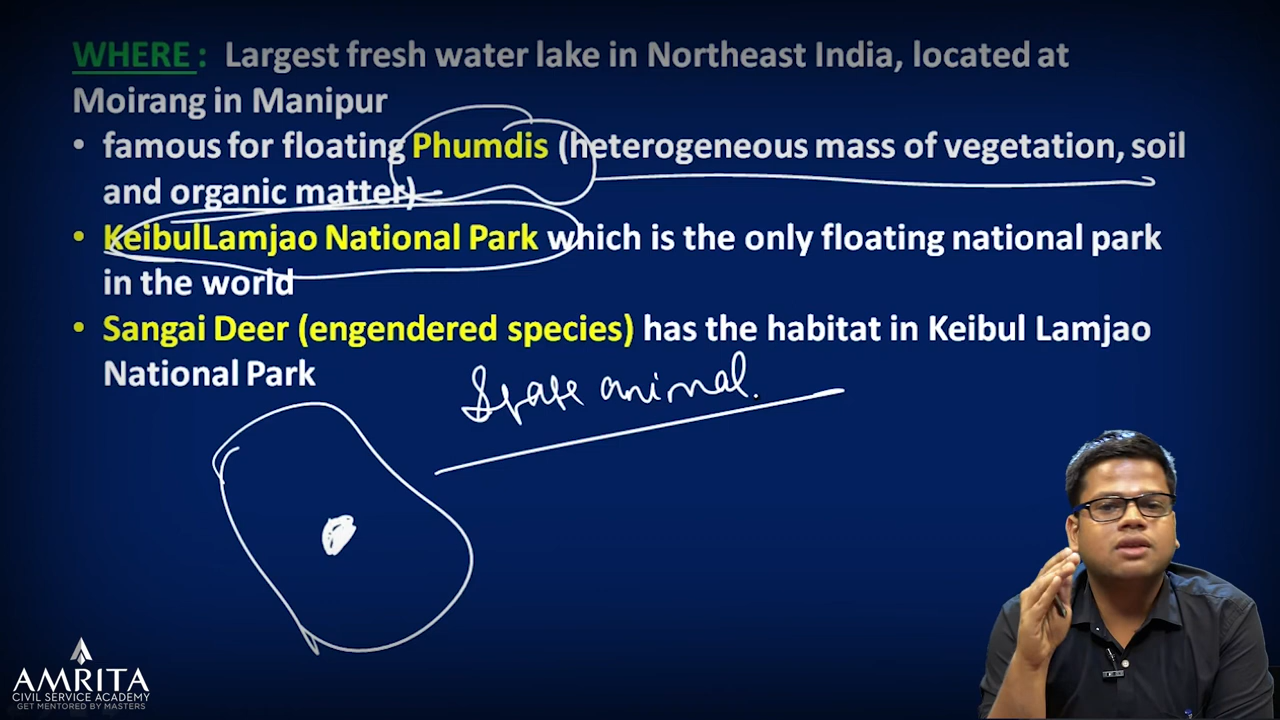 WHERE : Largest fresh water lake in Northeast India, located at
Moirang in Manipur
• famous for floating Phumdis (heterogeneous mass of vegetation, soil
and organic matter)
• KeibulLamjao National Park which is the only floating national park
in the world
• Sangai Deer (engendered species) has the habitat in Keibul Lamjao
National Park
State animal.
AMRITA
CIVIL SERVICE ACADEMY
GET MENTORED BY MASTERS